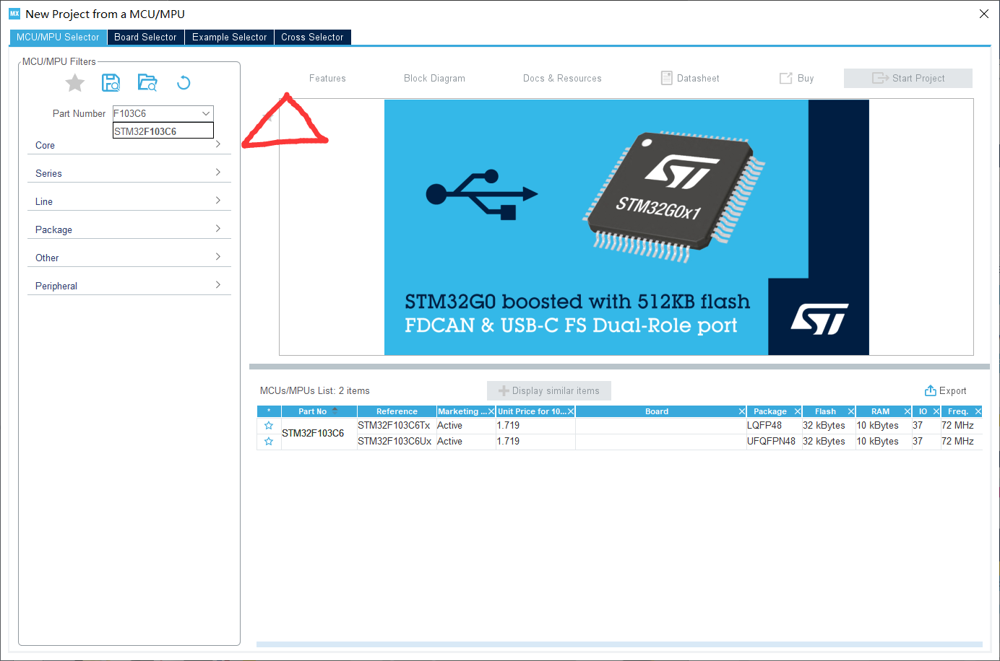 MX New Project from a MCU/MPU
MCU/MPU Selector Board Selector Example Selector Cross Selector
MCU/MPU Filters
Part Number F103C6
STM32F103C6
Core
Series
Line
Package
Other
Peripheral
Features Block Diagram Docs & Resources Datasheet Buy Start Project
ST
STM32G0x1
STM32G0 boosted with 512KB flash
FDCAN & USB-C FS Dual-Role port
ST
MCUs/MPUs List: 2 items Display similar items Export
* Part No Reference Marketing ... Unit Price for 10... Board Package Flash RAM IO Freq.
STM32F103C6 STM32F103C6Tx Active 1.719 LQFP48 32 kBytes 10 kBytes 37 72 MHz
STM32F103C6Ux Active 1.719 UFQFPN48 32 kBytes 10 kBytes 37 72 MHz